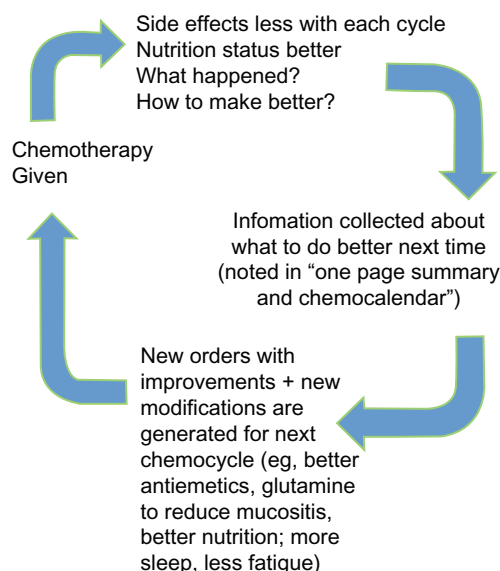 Side effects less with each cycle
Nutrition status better
What happened?
How to make better?
Chemotherapy
Given
Infomation collected about
what to do better next time
(noted in “one page summary
and chemocalendar”)
New orders with
improvements + new
modifications are
generated for next
chemocycle (eg, better
antiemetics, glutamine
to reduce mucositis,
better nutrition; more
sleep, less fatigue)